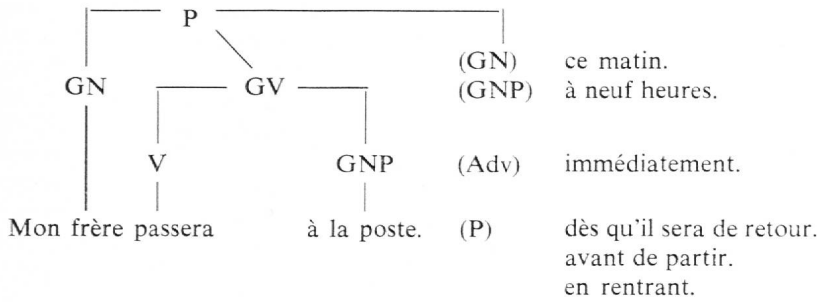 P
(GN) ce matin.
GN GV (GNP) à neuf heures.
V GNP (Adv) immédiatement.
Mon frère passera à la poste. (P) dès qu'il sera de retour.
avant de partir.
en rentrant.